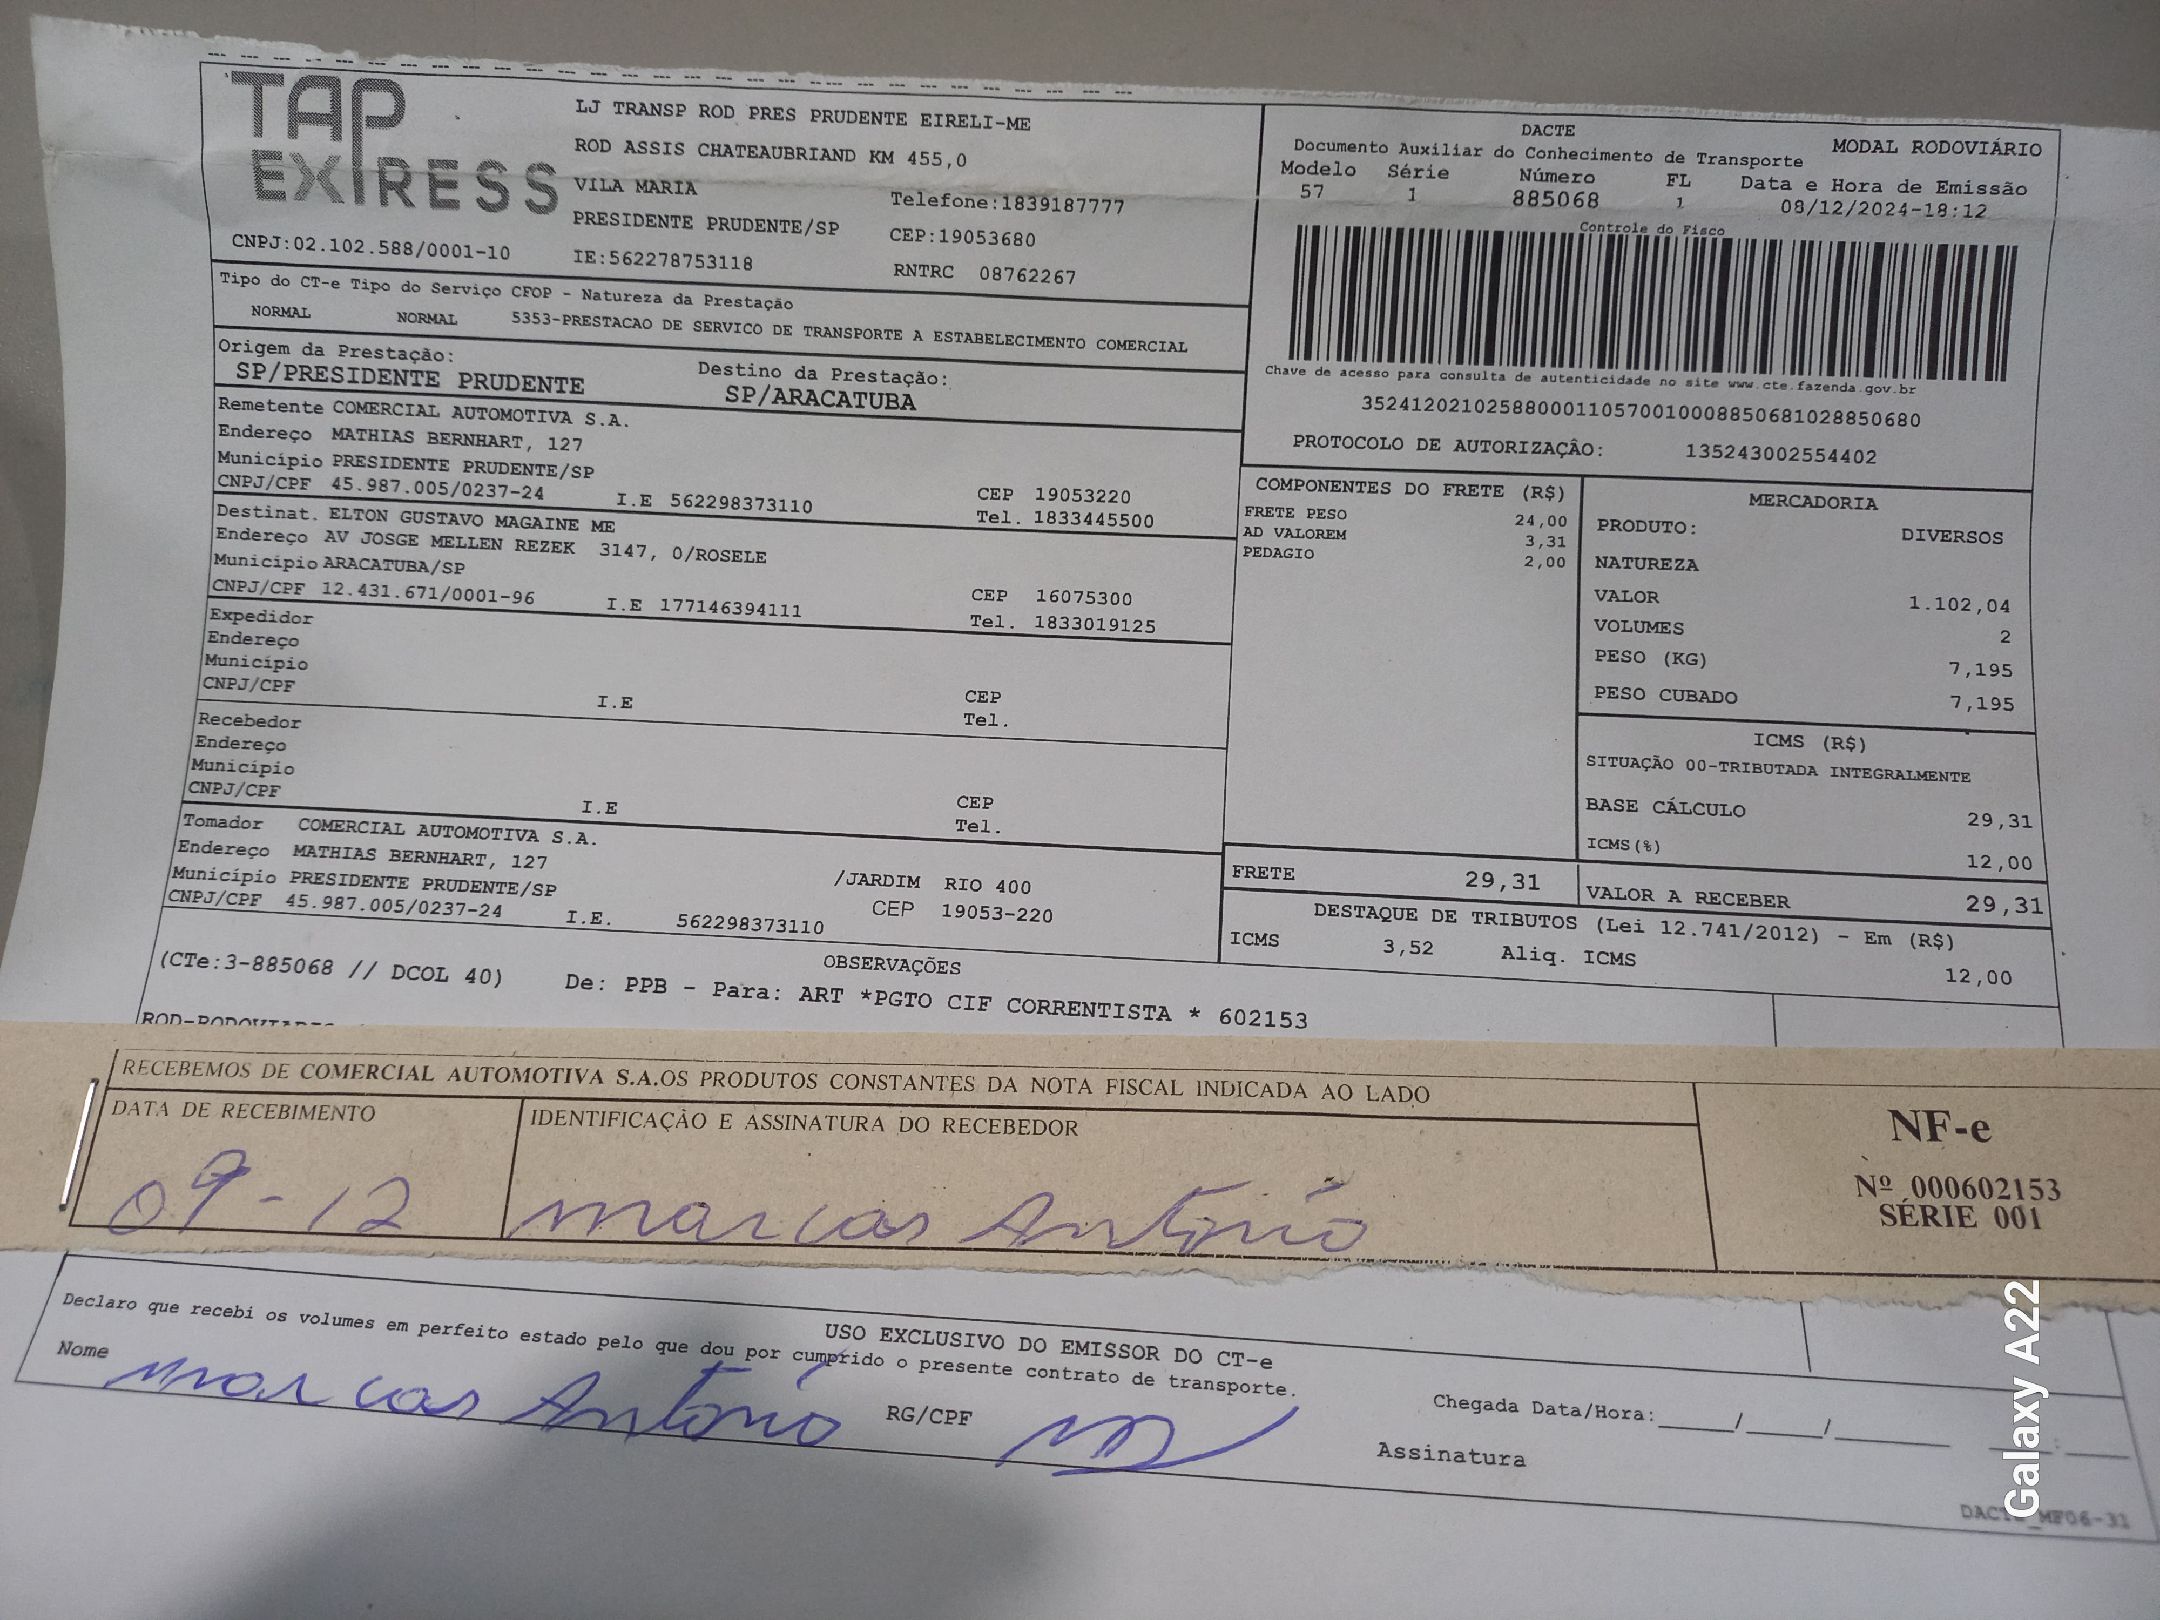 TAP
EXPRESS
LJ TRANSP ROD PRES PRUDENTE EIRELI-ME
ROD ASSIS CHATEAUBRIAND KM 455,0
VILA MARIA
Telefone:1839187777
PRESIDENTE PRUDENTE/SP
CEP:19053680
CNPJ:02.102.588/0001-10
IE:562278753118
RNTRC 08762267
DACTE
MODAL RODOVIÁRIO
Documento Auxiliar do Conhecimento de Transporte
Modelo Série Número FL Data e Hora de Emissão
57 1 885068 1 08/12/2024-18:12
Controle do Fisco
Chave de acesso para consulta de autenticidade no site www.cte.fazenda.gov.br
35241202102588000110570010008850681028850680
PROTOCOLO DE AUTORIZAÇÂO: 135243002554402
Tipo do CT-e Tipo do Serviço CFOP - Natureza da Prestação
NORMAL NORMAL 5353-PRESTACAO DE SERVICO DE TRANSPORTE A ESTABELECIMENTO COMERCIAL
Origem da Prestação: Destino da Prestação:
SP/PRESIDENTE PRUDENTE SP/ARACATUBA
Remetente COMERCIAL AUTOMOTIVA S.A.
Endereço MATHIAS BERNHART, 127
Município PRESIDENTE PRUDENTE/SP CEP 19053220
CNPJ/CPF 45.987.005/0237-24 I.E 562298373110 Tel. 1833445500
Destinat. ELTON GUSTAVO MAGAINE ME
Endereço AV JOSGE MELLEN REZEK 3147, 0/ROSELE
Município ARACATUBA/SP CEP 16075300
CNPJ/CPF 12.431.671/0001-96 I.E 177146394111 Tel. 1833019125
Expedidor
Endereço
Município CEP
CNPJ/CPF I.E Tel.
Recebedor
Endereço
Município CEP
CNPJ/CPF I.E Tel.
Tomador COMERCIAL AUTOMOTIVA S.A.
Endereço MATHIAS BERNHART, 127 /JARDIM RIO 400
Município PRESIDENTE PRUDENTE/SP CEP 19053-220
CNPJ/CPF 45.987.005/0237-24 I.E. 562298373110
COMPONENTES DO FRETE (R$)
FRETE PESO 24,00
AD VALOREM 3,31
PEDAGIO 2,00
MERCADORIA
PRODUTO: DIVERSOS
NATUREZA
VALOR 1.102,04
VOLUMES 2
PESO (KG) 7,195
PESO CUBADO 7,195
ICMS (R$)
SITUAÇÃO 00-TRIBUTADA INTEGRALMENTE
BASE CÁLCULO 29,31
ICMS(%) 12,00
FRETE 29,31 VALOR A RECEBER 29,31
DESTAQUE DE TRIBUTOS (Lei 12.741/2012) - Em (R$)
ICMS 3,52 Aliq. ICMS 12,00
OBSERVAÇÕES
(CTe:3-885068 // DCOL 40) De: PPB - Para: ART *PGTO CIF CORRENTISTA * 602153
RECEBEMOS DE COMERCIAL AUTOMOTIVA S.A.OS PRODUTOS CONSTANTES DA NOTA FISCAL INDICADA AO LADO
DATA DE RECEBIMENTO IDENTIFICAÇÃO E ASSINATURA DO RECEBEDOR
09-12 Marcos Antônio
NF-e
Nº 000602153
SÉRIE 001
USO EXCLUSIVO DO EMISSOR DO CT-e
Declaro que recebi os volumes em perfeito estado pelo que dou por cumprido o presente contrato de transporte.
Nome Marcos Antônio RG/CPF
Chegada Data/Hora:_____/_____/_______ ___:____
Assinatura
Galaxy A22